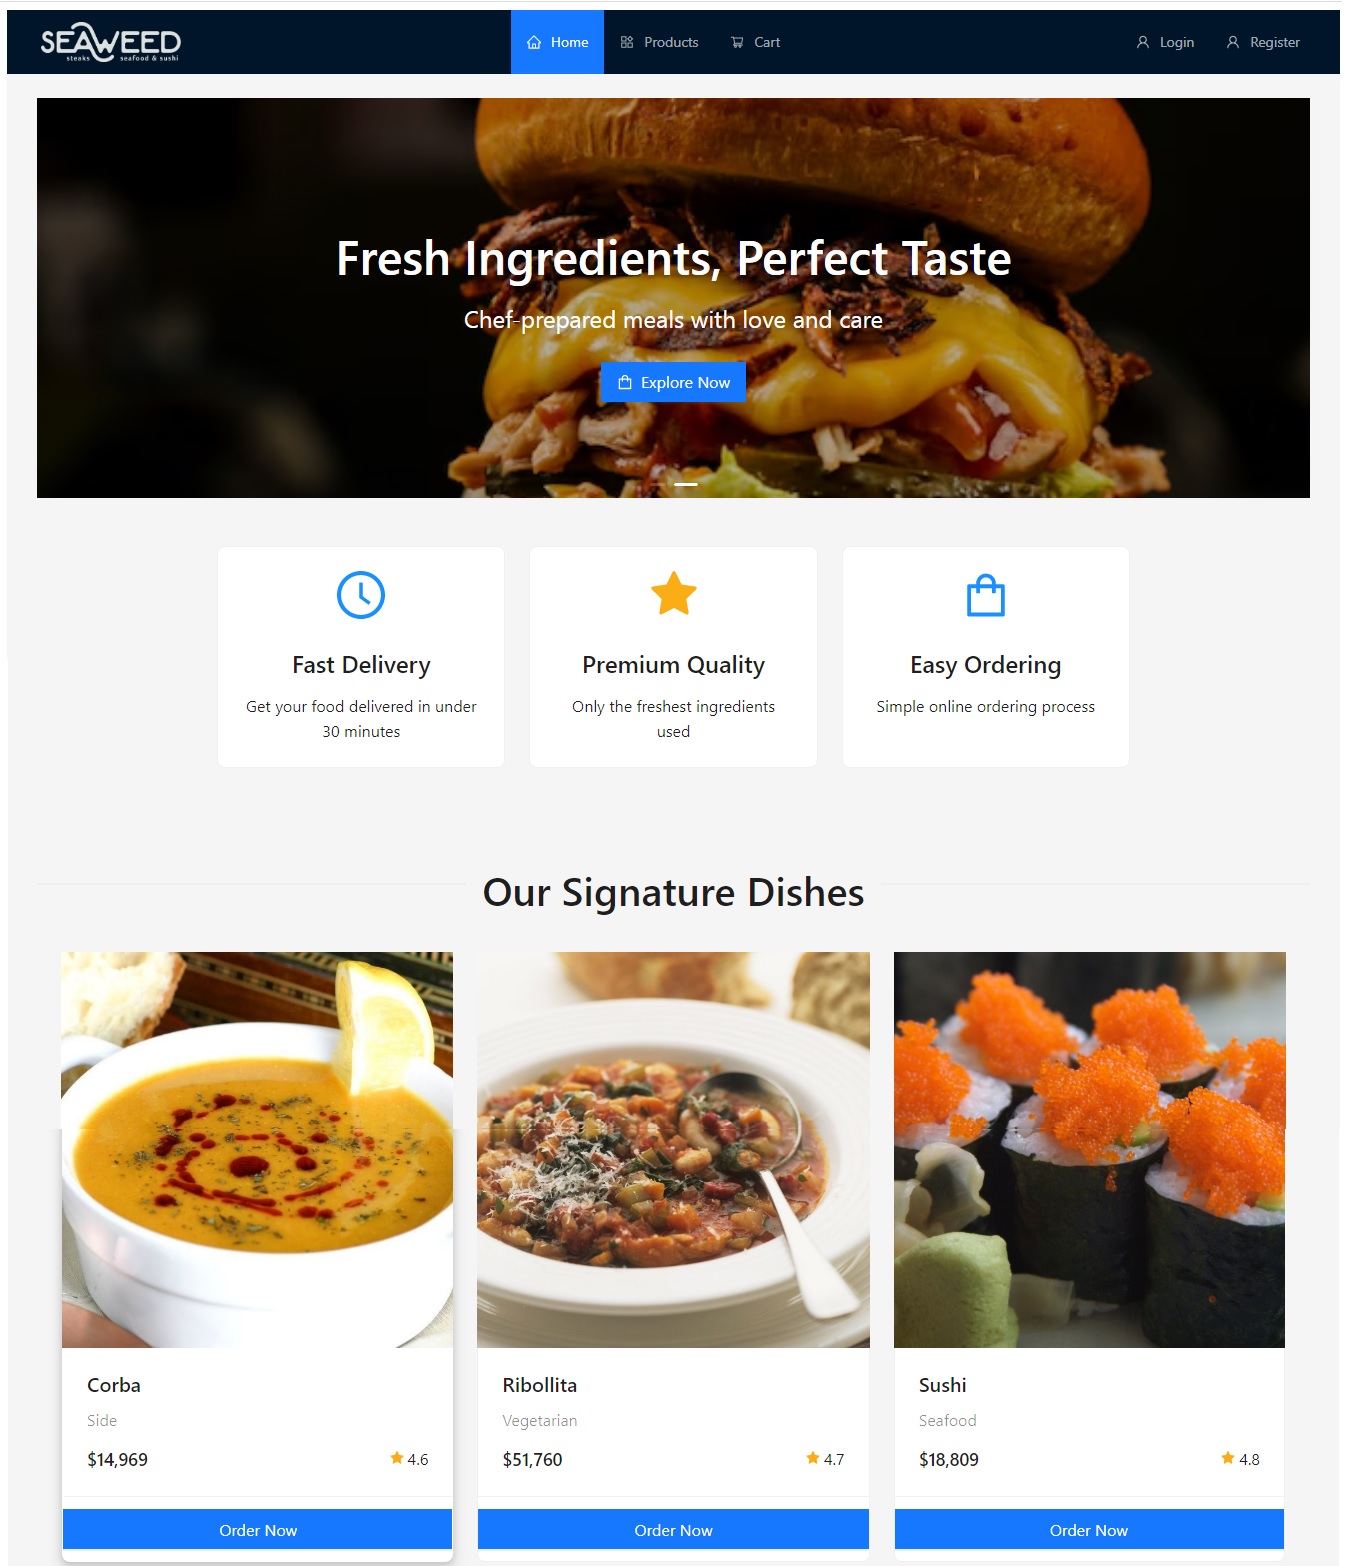 SEAWEED
steaks seafood & sushi
Home Products Cart Login Register
Fresh Ingredients, Perfect Taste
Chef-prepared meals with love and care
Explore Now
Fast Delivery
Get your food delivered in under
30 minutes
Premium Quality
Only the freshest ingredients
used
Easy Ordering
Simple online ordering process
Our Signature Dishes
Corba
Side
$14,969 4.6
Order Now
Ribollita
Vegetarian
$51,760 4.7
Order Now
Sushi
Seafood
$18,809 4.8
Order Now